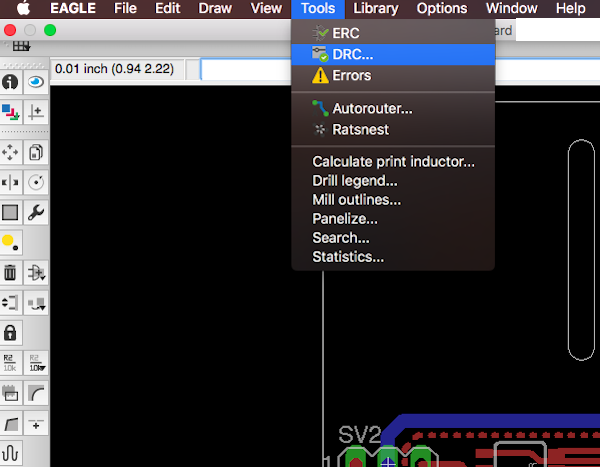 EAGLE File Edit Draw View Tools Library Options Window Help
ard
ERC
0.01 inch (0.94 2.22)
DRC...
Errors
Autorouter...
Ratsnest
Calculate print inductor...
Drill legend...
Mill outlines...
Panelize...
Search...
Statistics...
R2 R2
10k 10k
SV2
1